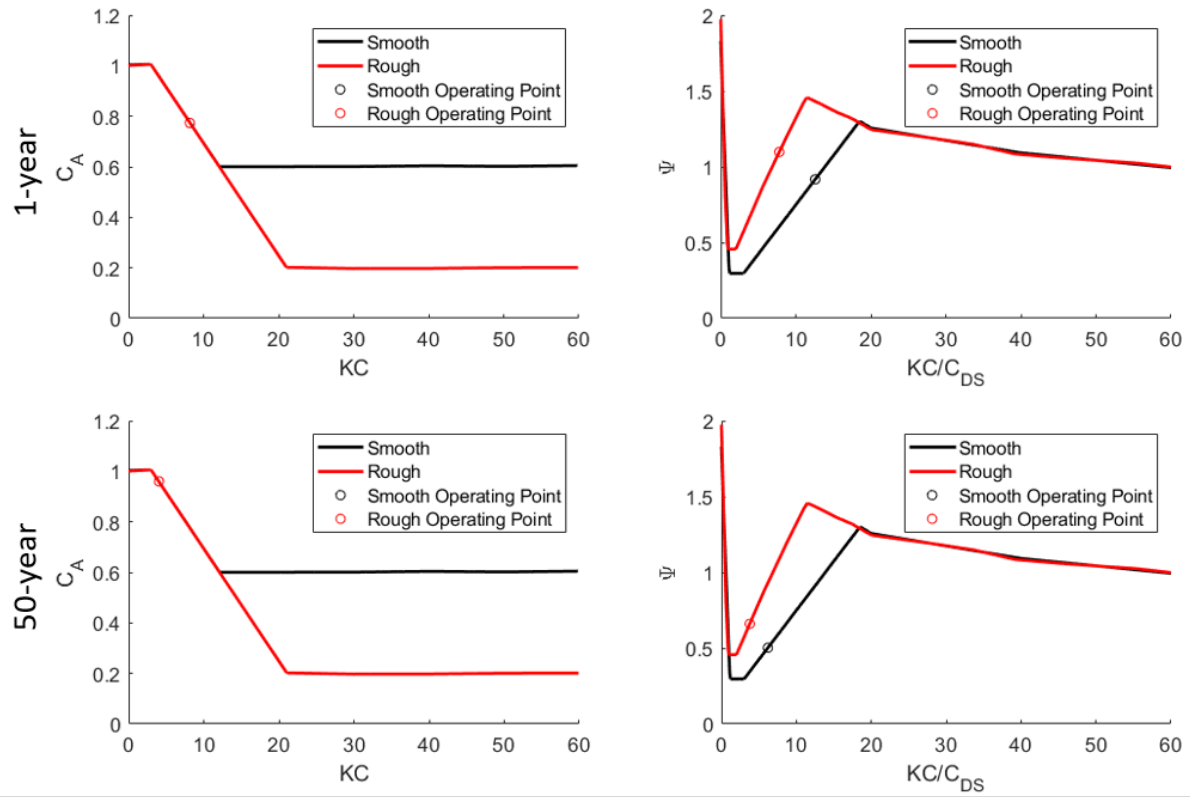 1-year
1.2
1
0.8
0.6
0.4
0.2
0
C_A
0 10 20 30 40 50 60
KC
Smooth
Rough
Smooth Operating Point
Rough Operating Point
2
1.5
1
0.5
0
Ψ
0 10 20 30 40 50 60
KC/C_DS
Smooth
Rough
Smooth Operating Point
Rough Operating Point
50-year
1.2
1
0.8
0.6
0.4
0.2
0
C_A
0 10 20 30 40 50 60
KC
Smooth
Rough
Smooth Operating Point
Rough Operating Point
2
1.5
1
0.5
0
Ψ
0 10 20 30 40 50 60
KC/C_DS
Smooth
Rough
Smooth Operating Point
Rough Operating Point